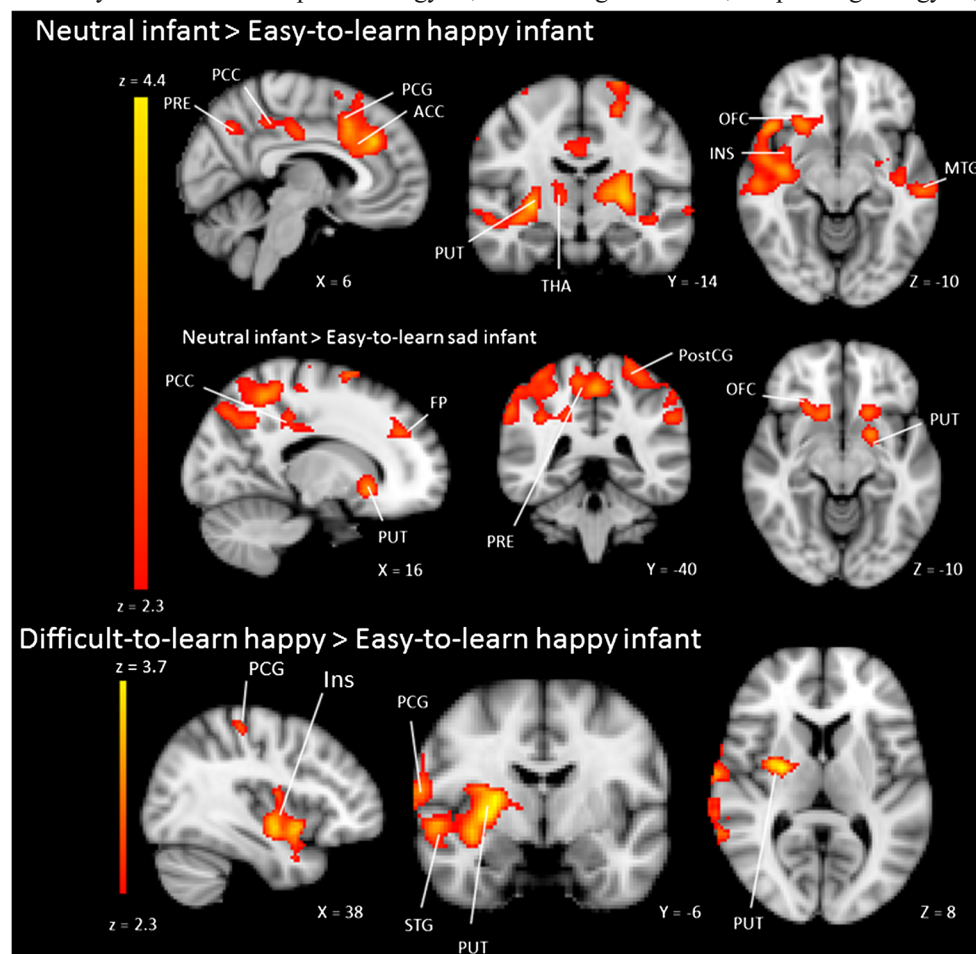 Neutral infant > Easy-to-learn happy infant
z = 4.4
PRE
PCC
PCG
ACC
X = 6
PUT
THA
Y = -14
OFC
INS
MTG
Z = -10
Neutral infant > Easy-to-learn sad infant
PCC
FP
PUT
X = 16
PostCG
PRE
Y = -40
OFC
PUT
Z = -10
z = 2.3
Difficult-to-learn happy > Easy-to-learn happy infant
z = 3.7
PCG
Ins
X = 38
PCG
STG
PUT
Y = -6
PUT
Z = 8
z = 2.3